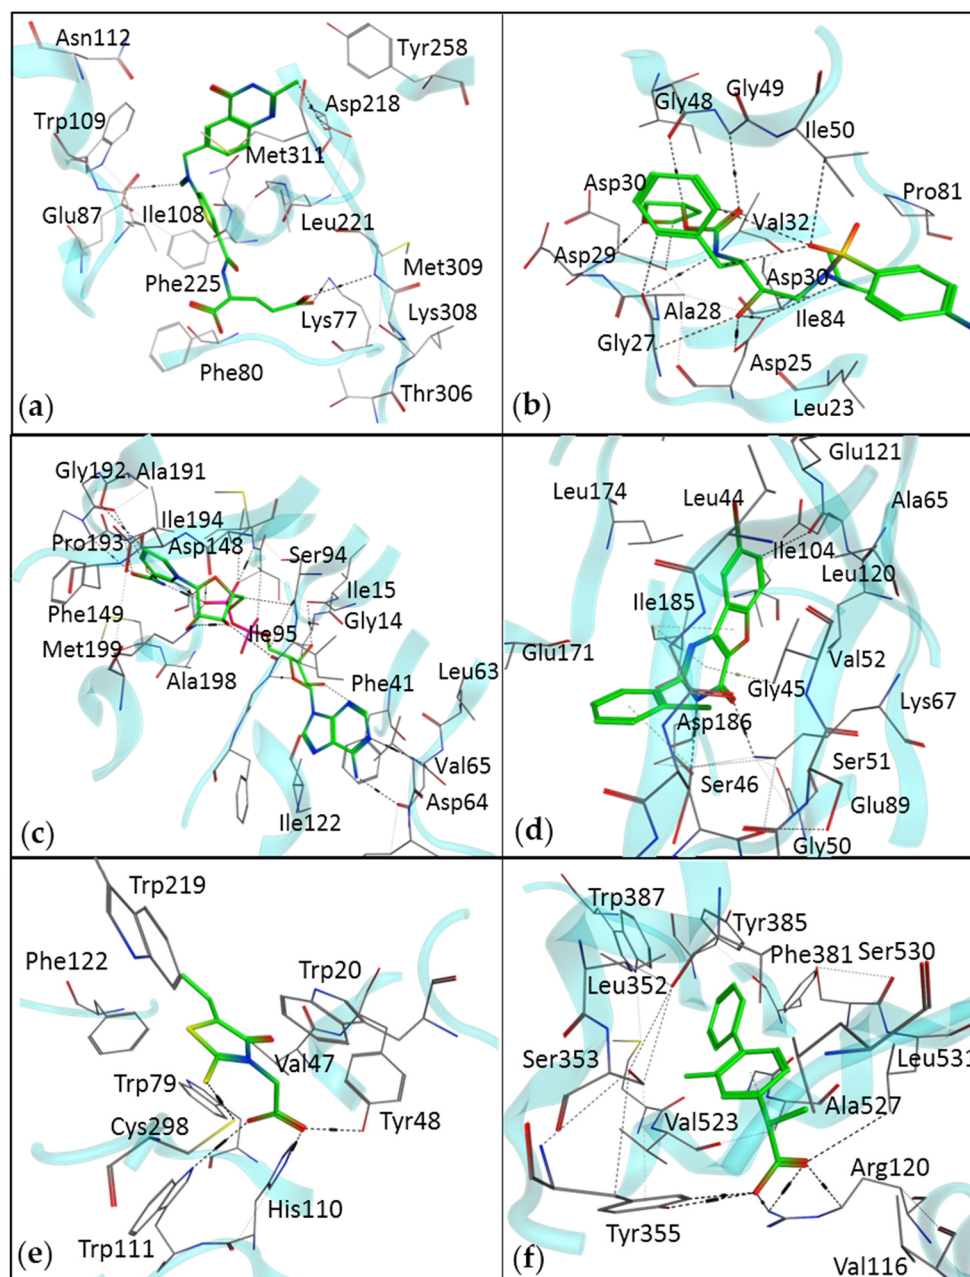 Asn112
Tyr258
Trp109
Asp218
Met311
Glu87
Ile108
Leu221
Phe225
Met309
Lys77
Lys308
Phe80
Thr306
(a)
Gly48
Gly49
Ile50
Asp30
Pro81
Val32
Asp29
Asp30
Ala28
Ile84
Gly27
Asp25
Leu23
(b)
Gly192
Ala191
Ile194
Pro193
Asp148
Ser94
Ile15
Phe149
Gly14
Met199
Ile95
Ala198
Leu63
Phe41
Val65
Asp64
Ile122
(c)
Glu121
Leu174
Leu44
Ala65
Ile104
Leu120
Ile185
Glu171
Val52
Gly45
Lys67
Asp186
Ser51
Ser46
Glu89
Gly50
(d)
Trp219
Phe122
Trp20
Val47
Trp79
Cys298
Tyr48
His110
Trp111
(e)
Trp387
Tyr385
Phe381
Ser530
Leu352
Ser353
Leu531
Ala527
Val523
Arg120
Tyr355
Val116
(f)